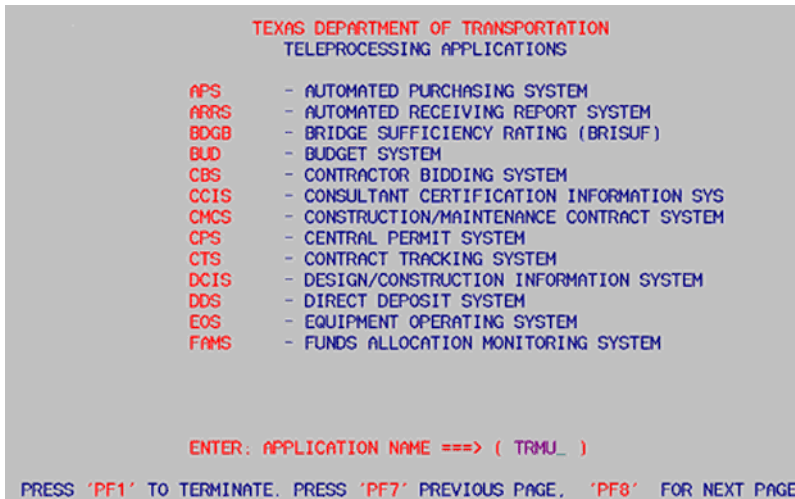 TEXAS DEPARTMENT OF TRANSPORTATION
TELEPROCESSING APPLICATIONS
APS - AUTOMATED PURCHASING SYSTEM
ARRS - AUTOMATED RECEIVING REPORT SYSTEM
BDGB - BRIDGE SUFFICIENCY RATING (BRISUF)
BUD - BUDGET SYSTEM
CBS - CONTRACTOR BIDDING SYSTEM
CCIS - CONSULTANT CERTIFICATION INFORMATION SYS
CMCS - CONSTRUCTION/MAINTENANCE CONTRACT SYSTEM
CPS - CENTRAL PERMIT SYSTEM
CTS - CONTRACT TRACKING SYSTEM
DCIS - DESIGN/CONSTRUCTION INFORMATION SYSTEM
DDS - DIRECT DEPOSIT SYSTEM
EOS - EQUIPMENT OPERATING SYSTEM
FAMS - FUNDS ALLOCATION MONITORING SYSTEM
ENTER: APPLICATION NAME ===> ( TRMU_ )
PRESS 'PF1' TO TERMINATE. PRESS 'PF7' PREVIOUS PAGE, 'PF8' FOR NEXT PAGE